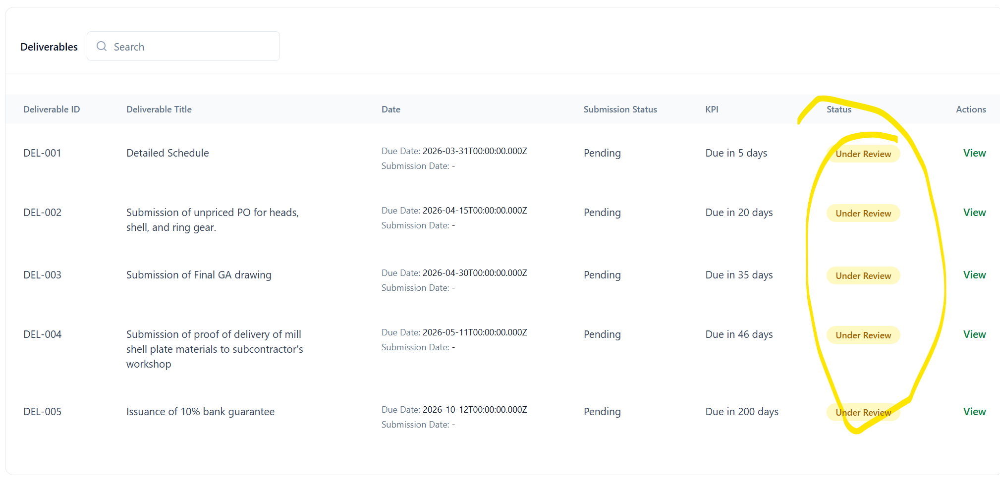 Deliverables
Search
Deliverable ID Deliverable Title Date Submission Status KPI Status Actions
DEL-001 Detailed Schedule Due Date: 2026-03-31T00:00:00.000Z Pending Due in 5 days Under Review View
Submission Date: -
DEL-002 Submission of unpriced PO for heads, Due Date: 2026-04-15T00:00:00.000Z Pending Due in 20 days Under Review View
shell, and ring gear. Submission Date: -
DEL-003 Submission of Final GA drawing Due Date: 2026-04-30T00:00:00.000Z Pending Due in 35 days Under Review View
Submission Date: -
DEL-004 Submission of proof of delivery of mill Due Date: 2026-05-11T00:00:00.000Z Pending Due in 46 days Under Review View
shell plate materials to subcontractor’s Submission Date: -
workshop
DEL-005 Issuance of 10% bank guarantee Due Date: 2026-10-12T00:00:00.000Z Pending Due in 200 days Under Review View
Submission Date: -